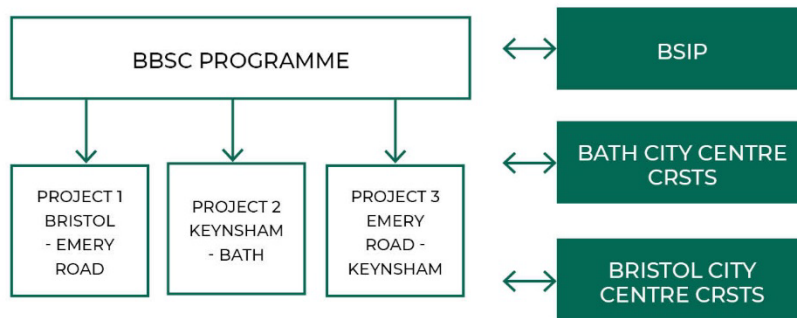 BBSC PROGRAMME
PROJECT 1
BRISTOL
- EMERY
ROAD
PROJECT 2
KEYNSHAM
- BATH
PROJECT 3
EMERY
ROAD -
KEYNSHAM
BSIP
BATH CITY CENTRE
CRSTS
BRISTOL CITY
CENTRE CRSTS